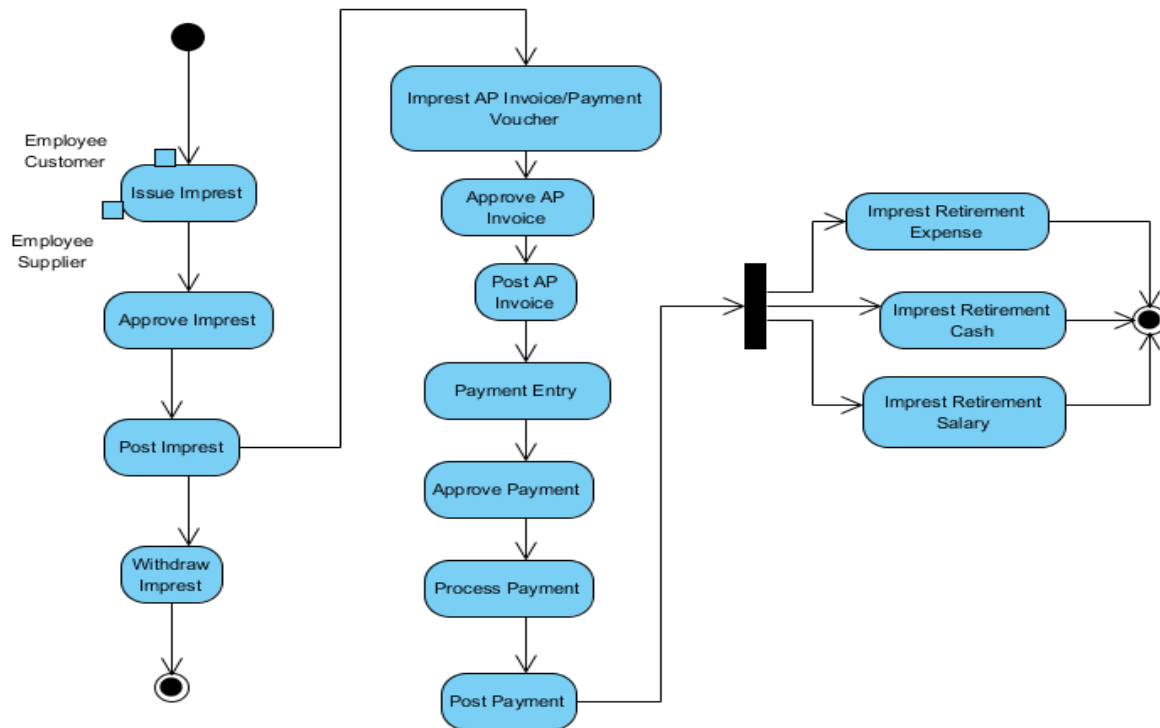 Employee
Customer
Issue Imprest
Employee
Supplier
Approve Imprest
Post Imprest
Withdraw
Imprest
Imprest AP Invoice/Payment
Voucher
Approve AP
Invoice
Post AP
Invoice
Payment Entry
Approve Payment
Process Payment
Post Payment
Imprest Retirement
Expense
Imprest Retirement
Cash
Imprest Retirement
Salary